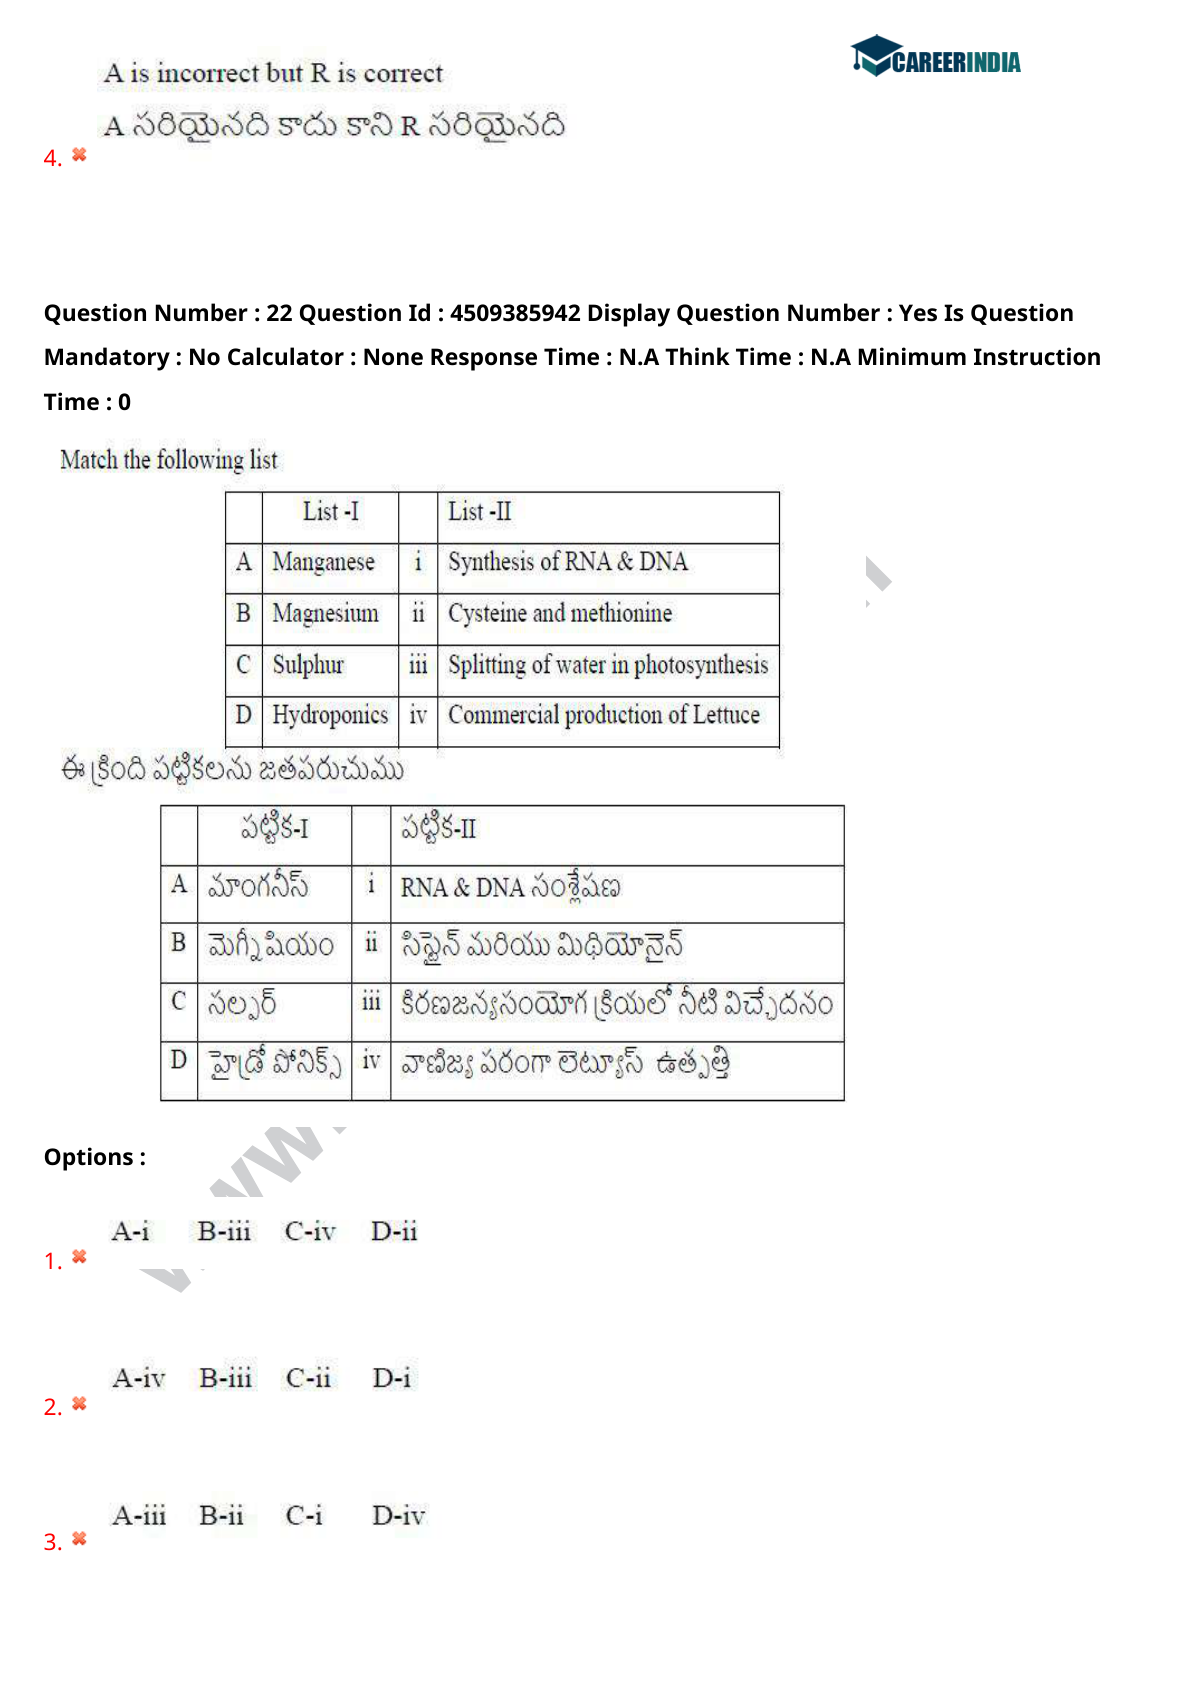 CAREERINDIA
A is incorrect but R is correct
A సరియైనది కాదు కాని R సరియైనది
4.
Question Number : 22 Question Id : 4509385942 Display Question Number : Yes Is Question
Mandatory : No Calculator : None Response Time : N.A Think Time : N.A Minimum Instruction
Time : 0
Match the following list
List -I List -II
A Manganese i Synthesis of RNA & DNA
B Magnesium ii Cysteine and methionine
C Sulphur iii Splitting of water in photosynthesis
D Hydroponics iv Commercial production of Lettuce
ఈ క్రింది పట్టికలను జతపరుచుము
పట్టిక-I పట్టిక-II
A మాంగనీస్ i RNA & DNA సంశ్లేషణ
B మెగ్నీషియం ii సిస్టైన్ మరియు మిథియోనైన్
C సల్ఫర్ iii కిరణజన్యసంయోగ క్రియలో నీటి విచ్ఛేదనం
D హైడ్రో పోనిక్స్ iv వాణిజ్య పరంగా లెట్యూస్ ఉత్పత్తి
Options :
A-i B-iii C-iv D-ii
1.
A-iv B-iii C-ii D-i
2.
A-iii B-ii C-i D-iv
3.